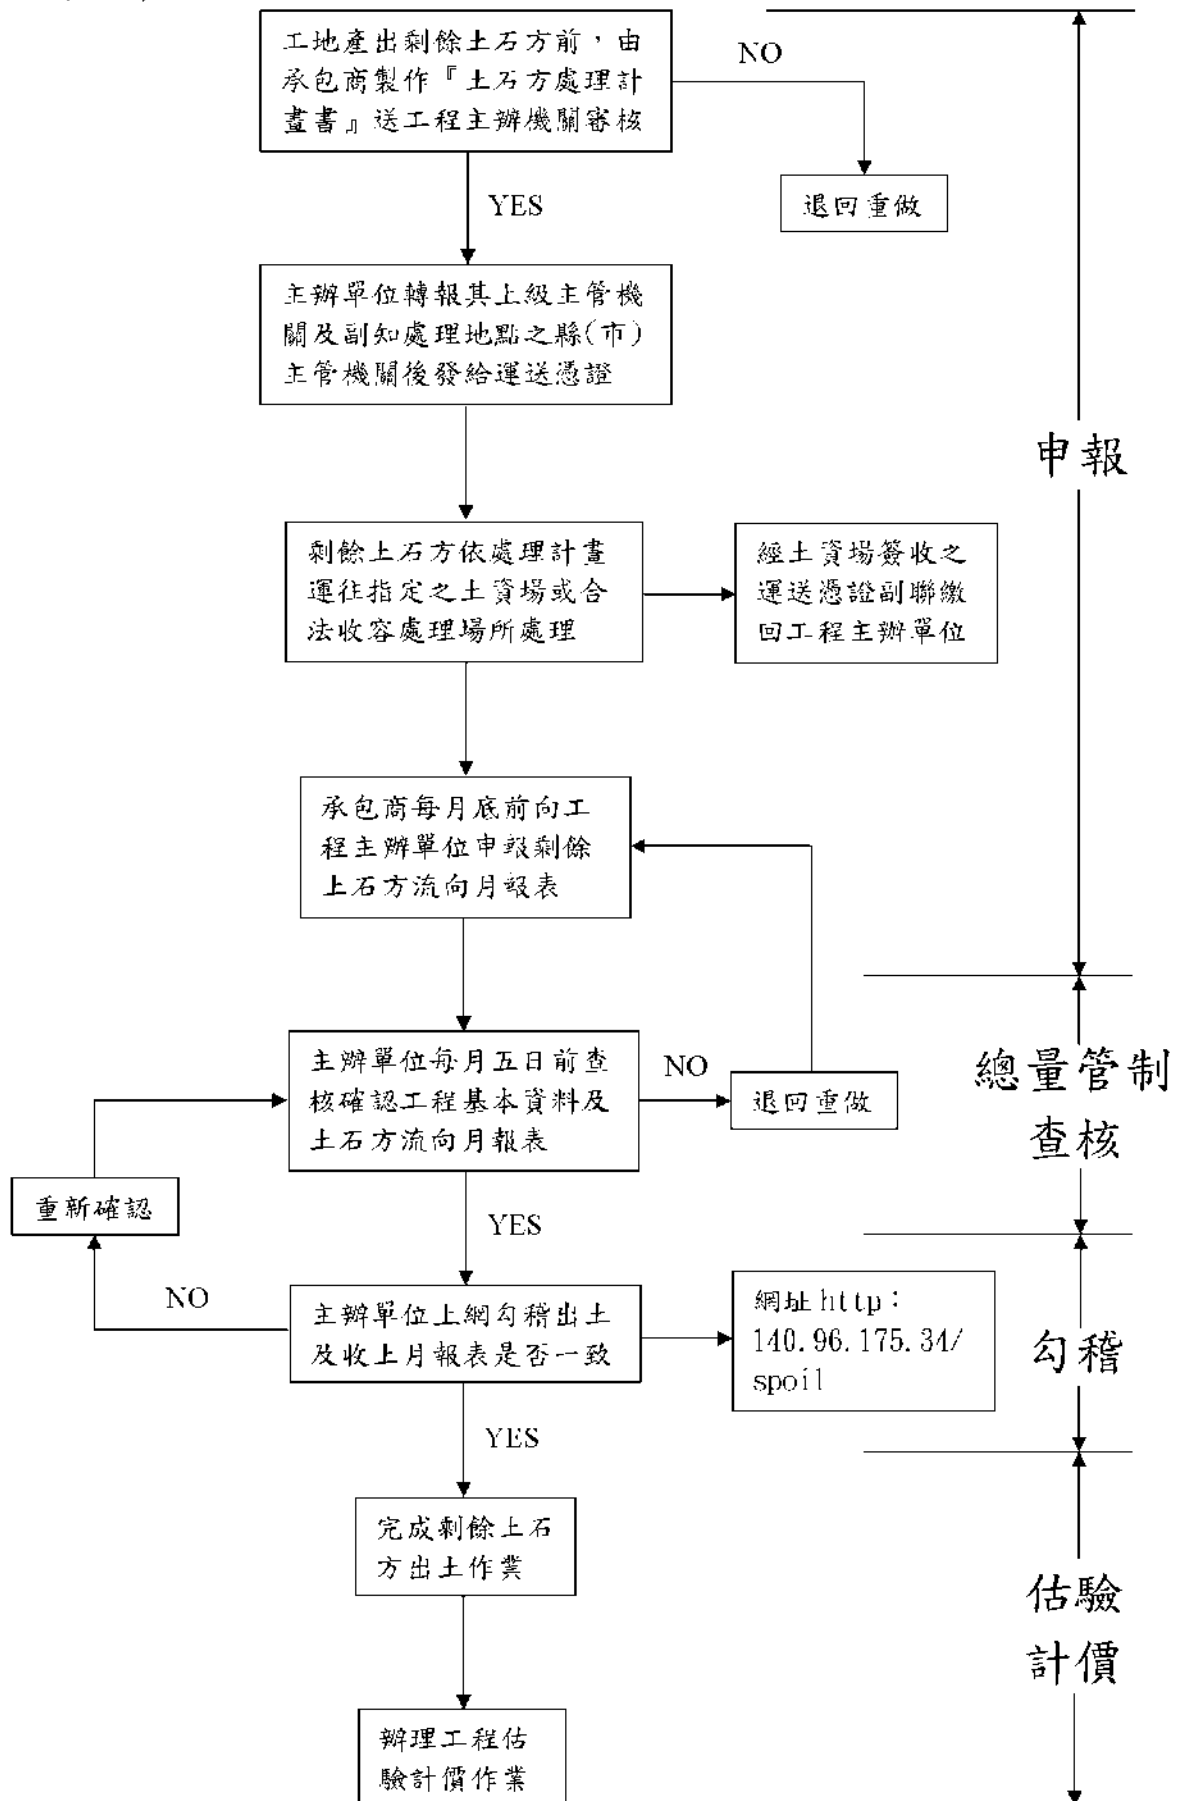 工地產出剩餘土石方前，由
承包商製作『土石方處理計
畫書』送工程主辦機關審核
NO
退回重做
YES
主辦單位轉報其上級主管機
關及副知處理地點之縣(市)
主管機關後發給運送憑證
申報
剩餘土石方依處理計畫
運往指定之土資場或合
法收容處理場所處理
經土資場簽收之
運送憑證副聯繳
回工程主辦單位
承包商每月底前向工
程主辦單位申報剩餘
土石方流向月報表
主辦單位每月五日前查
核確認工程基本資料及
土石方流向月報表
NO
退回重做
總量管制
查核
重新確認
YES
NO
主辦單位上網勾稽出土
及收土月報表是否一致
網址http：
140.96.175.34/
spoil
勾稽
YES
完成剩餘土石
方出土作業
估驗
計價
辦理工程估
驗計價作業